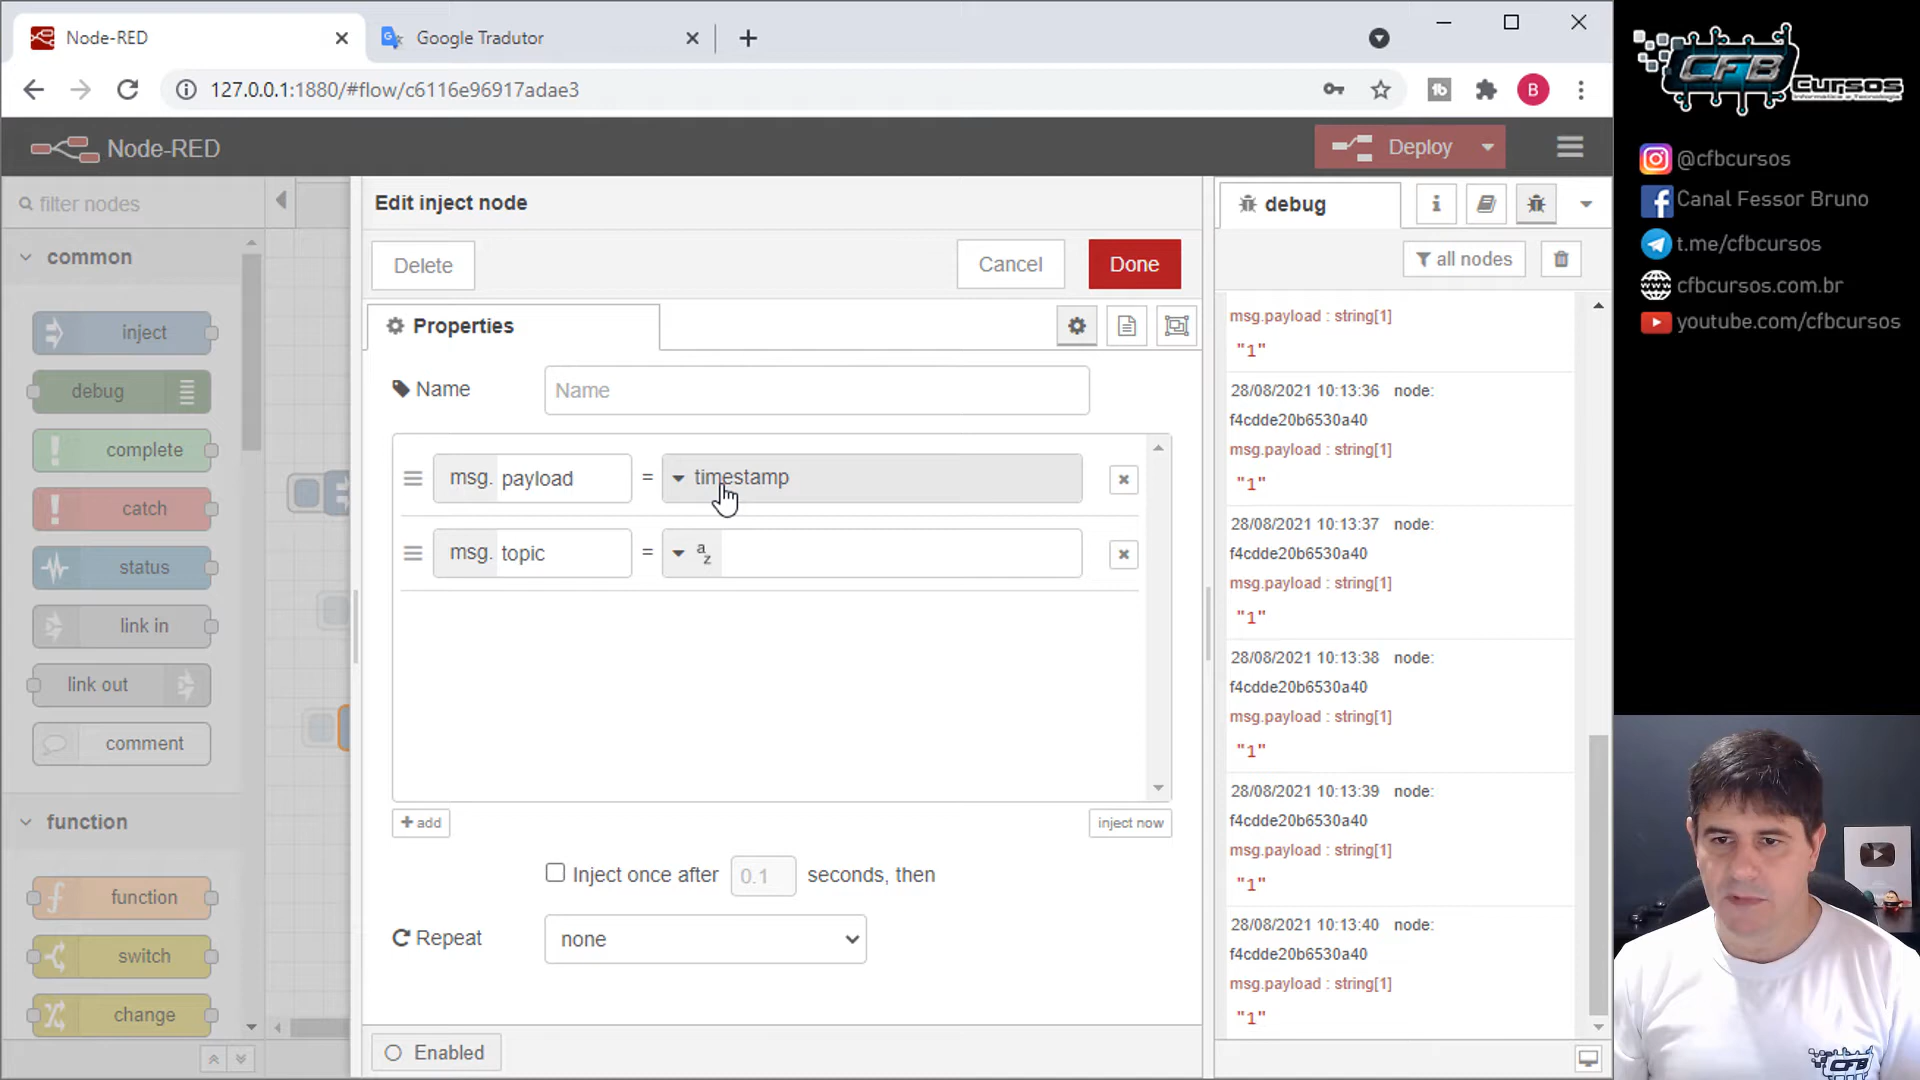 Node-RED
Google Tradutor
127.0.0.1:1880/#flow/c6116e96917adae3
B
Node-RED
Deploy
filter nodes
common
inject
debug
complete
catch
status
link in
link out
comment
function
function
switch
change
Edit inject node
Delete
Cancel
Done
Properties
Name
Name
msg. payload = timestamp
msg. topic = a z
add
inject now
Inject once after 0.1 seconds, then
Repeat
none
Enabled
debug
i
all nodes
msg.payload : string[1]
"1"
28/08/2021 10:13:36 node:
f4cdde20b6530a40
msg.payload : string[1]
"1"
28/08/2021 10:13:37 node:
f4cdde20b6530a40
msg.payload : string[1]
"1"
28/08/2021 10:13:38 node:
f4cdde20b6530a40
msg.payload : string[1]
"1"
28/08/2021 10:13:39 node:
f4cdde20b6530a40
msg.payload : string[1]
"1"
28/08/2021 10:13:40 node:
f4cdde20b6530a40
msg.payload : string[1]
"1"
CFB
Cursos
Informática e Tecnologia
@cfbcursos
Canal Fessor Bruno
t.me/cfbcursos
cfbcursos.com.br
youtube.com/cfbcursos
CFB